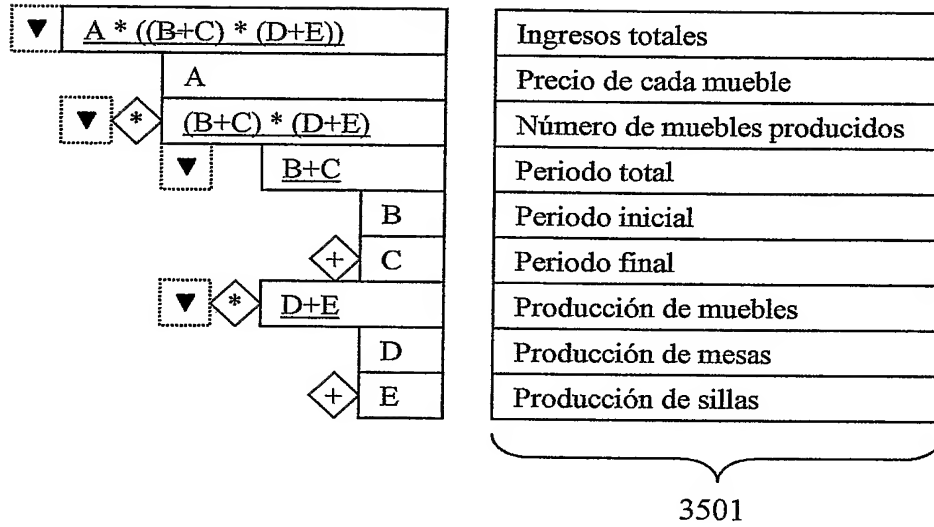 ▼ A * ((B+C) * (D+E)) Ingresos totales
A Precio de cada mueble
▼ * (B+C) * (D+E) Número de muebles producidos
▼ B+C Periodo total
B Periodo inicial
+ C Periodo final
▼ * D+E Producción de muebles
D Producción de mesas
+ E Producción de sillas
3501